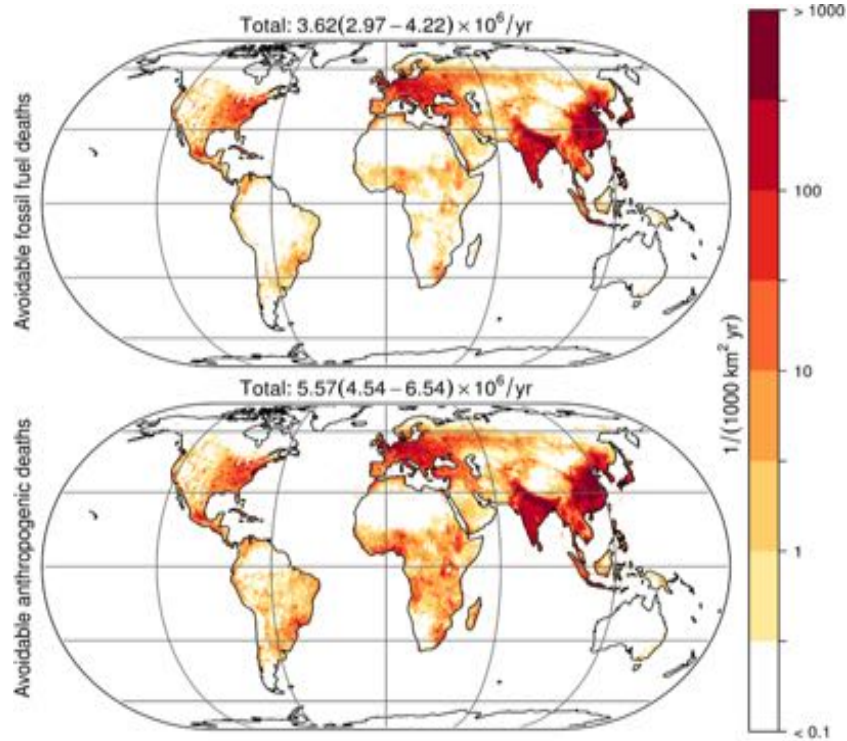 Total: 3.62(2.97−4.22)×10⁶/yr
Avoidable fossil fuel deaths
Total: 5.57(4.54−6.54)×10⁶/yr
Avoidable anthropogenic deaths
> 1000
100
10
1
< 0.1
1/(1000 km² yr)